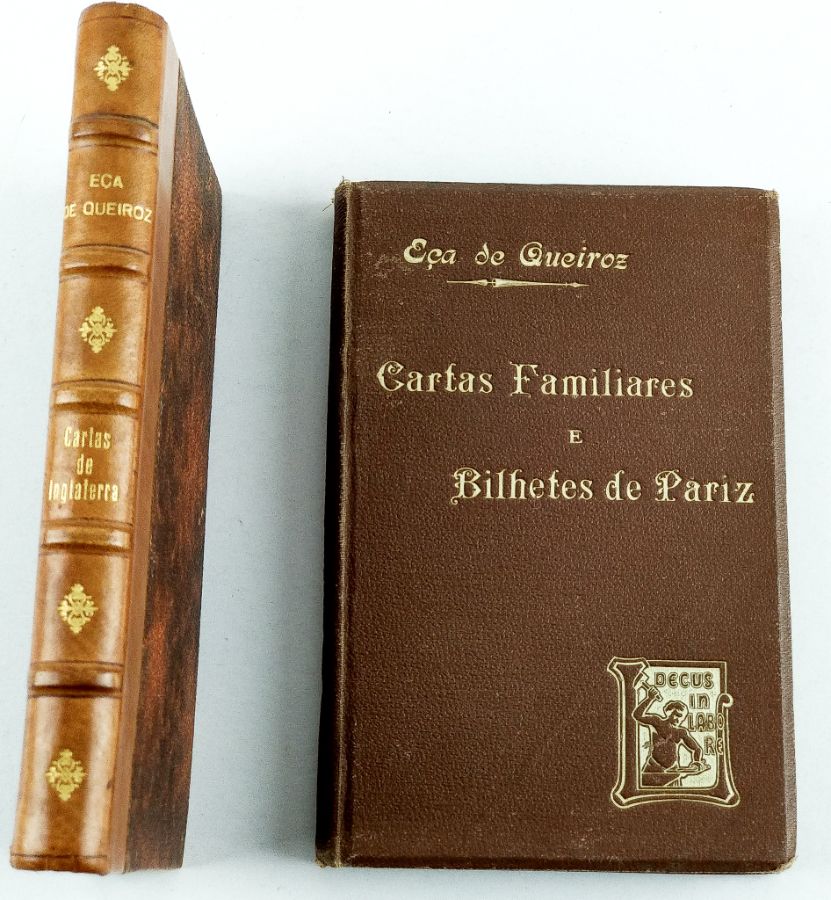 EÇA
DE QUEIROZ
Cartas
de
Inglaterra
Eça de Queiroz
Cartas Familiares
E
Bilhetes de Pariz
DECUS
in
LABO
RE